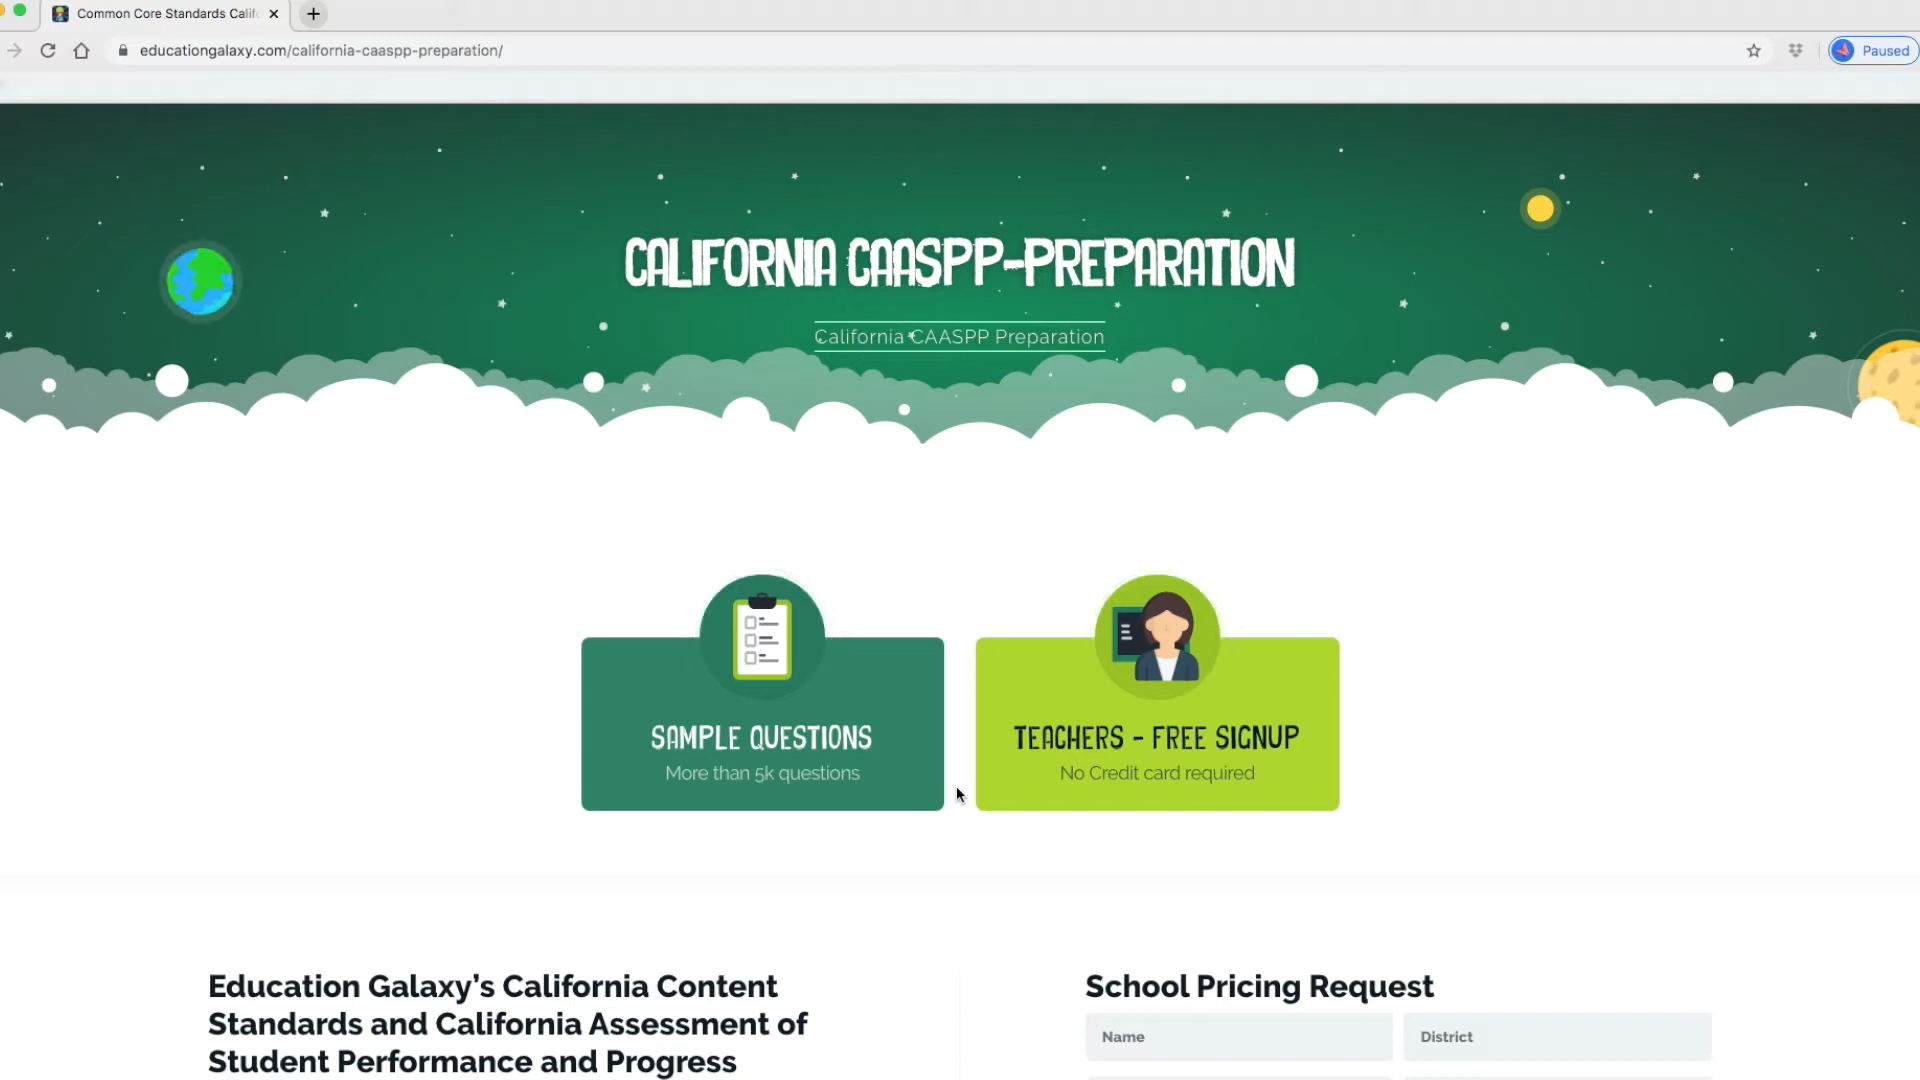 Common Core Standards Calif
educationgalaxy.com/california-caaspp-preparation/
Paused
CALIFORNIA CAASPP-PREPARATION
California CAASPP Preparation
SAMPLE QUESTIONS
More than 5k questions
TEACHERS - FREE SIGNUP
No Credit card required
Education Galaxy’s California Content
Standards and California Assessment of
Student Performance and Progress
School Pricing Request
Name
District